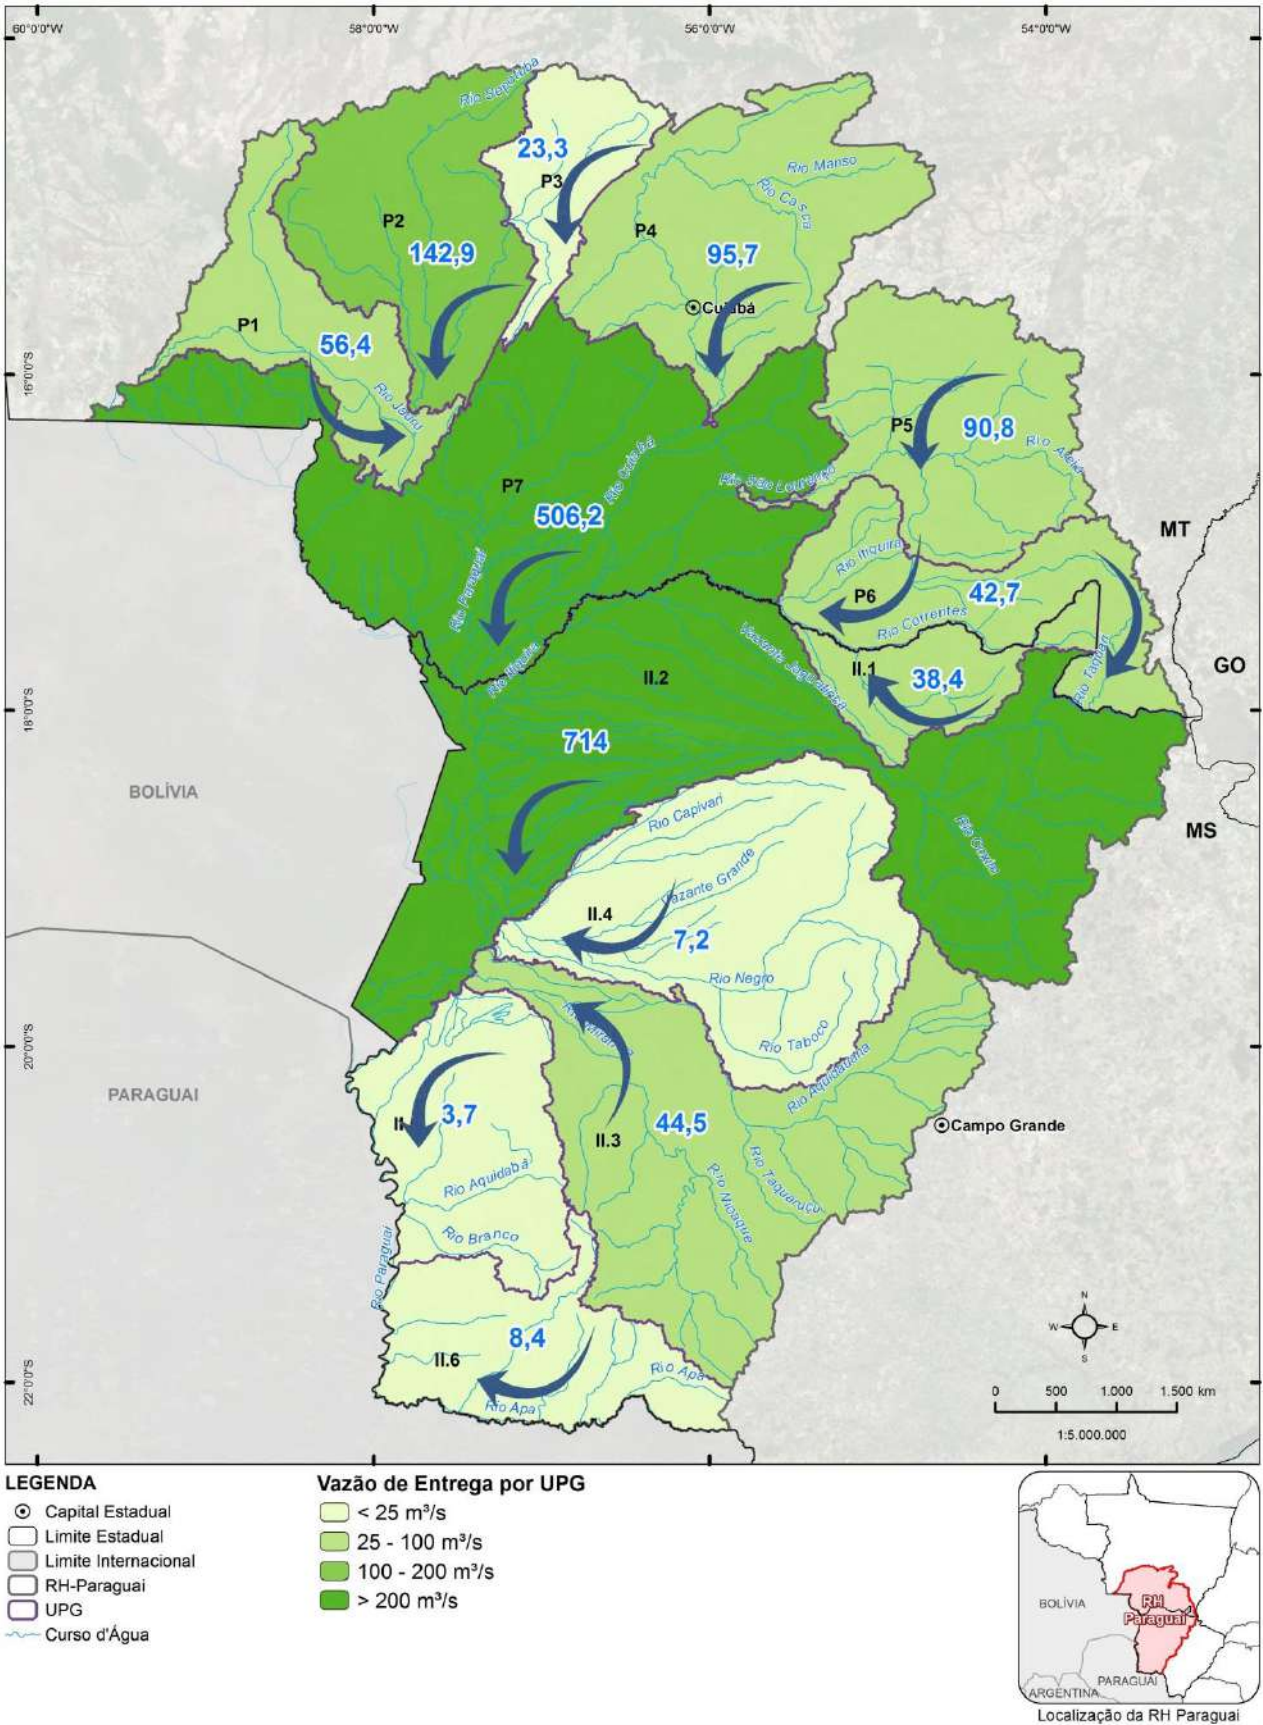 60°0'0"W
58°0'0"W
56°0'0"W
54°0'0"W
Rio Sepotuba
23,3
P3
Rio Manso
Rio Casca
P2
P4
142,9
95,7
Cuiabá
P1
56,4
16°0'0"S
Rio Jauru
P5
90,8
Rio Cuiabá
Rio São Lourenço
P7
506,2
MT
Rio Itiquira
Rio Paraguai
P6
42,7
Rio Correntes
Rio Itiquira
II.2
II.1
38,4
Rio Taquari
GO
18°0'0"S
714
BOLÍVIA
Rio Capivari
MS
Rio Coxim
Vazante Grande
II.4
7,2
Rio Negro
20°0'0"S
Rio Taboco
Rio Aquidauana
PARAGUAI
3,7
44,5
Campo Grande
II.3
Rio Aquidabã
Rio Taquaruçu
Rio Nioaque
Rio Branco
Rio Paraguai
8,4
II.6
Rio Apa
Rio Apa
22°0'0"S
N
W
E
S
0 500 1.000 1.500 km
1:5.000.000
LEGENDA
Capital Estadual
Limite Estadual
Limite Internacional
RH-Paraguai
UPG
Curso d'Água
Vazão de Entrega por UPG
< 25 m³/s
25 - 100 m³/s
100 - 200 m³/s
> 200 m³/s
BOLÍVIA
RH
Paraguai
PARAGUAI
ARGENTINA
Localização da RH Paraguai